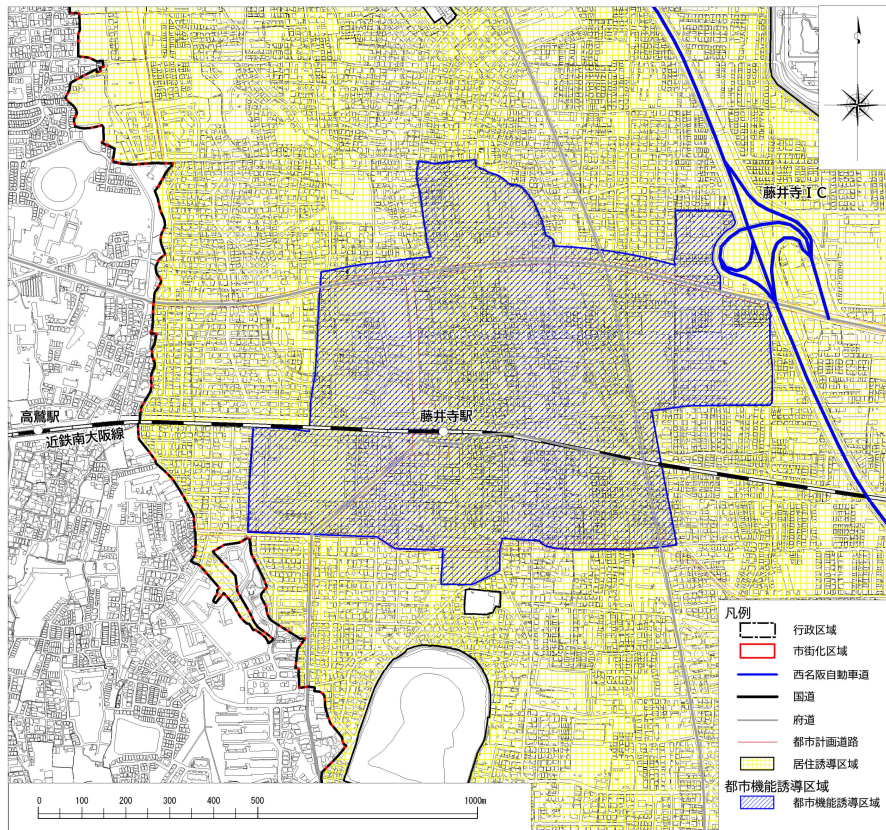 藤井寺ＩＣ
高鷲駅
藤井寺駅
近鉄南大阪線
凡例
行政区域
市街化区域
西名阪自動車道
国道
府道
都市計画道路
居住誘導区域
都市機能誘導区域
都市機能誘導区域
0 100 200 300 400 500 1000m